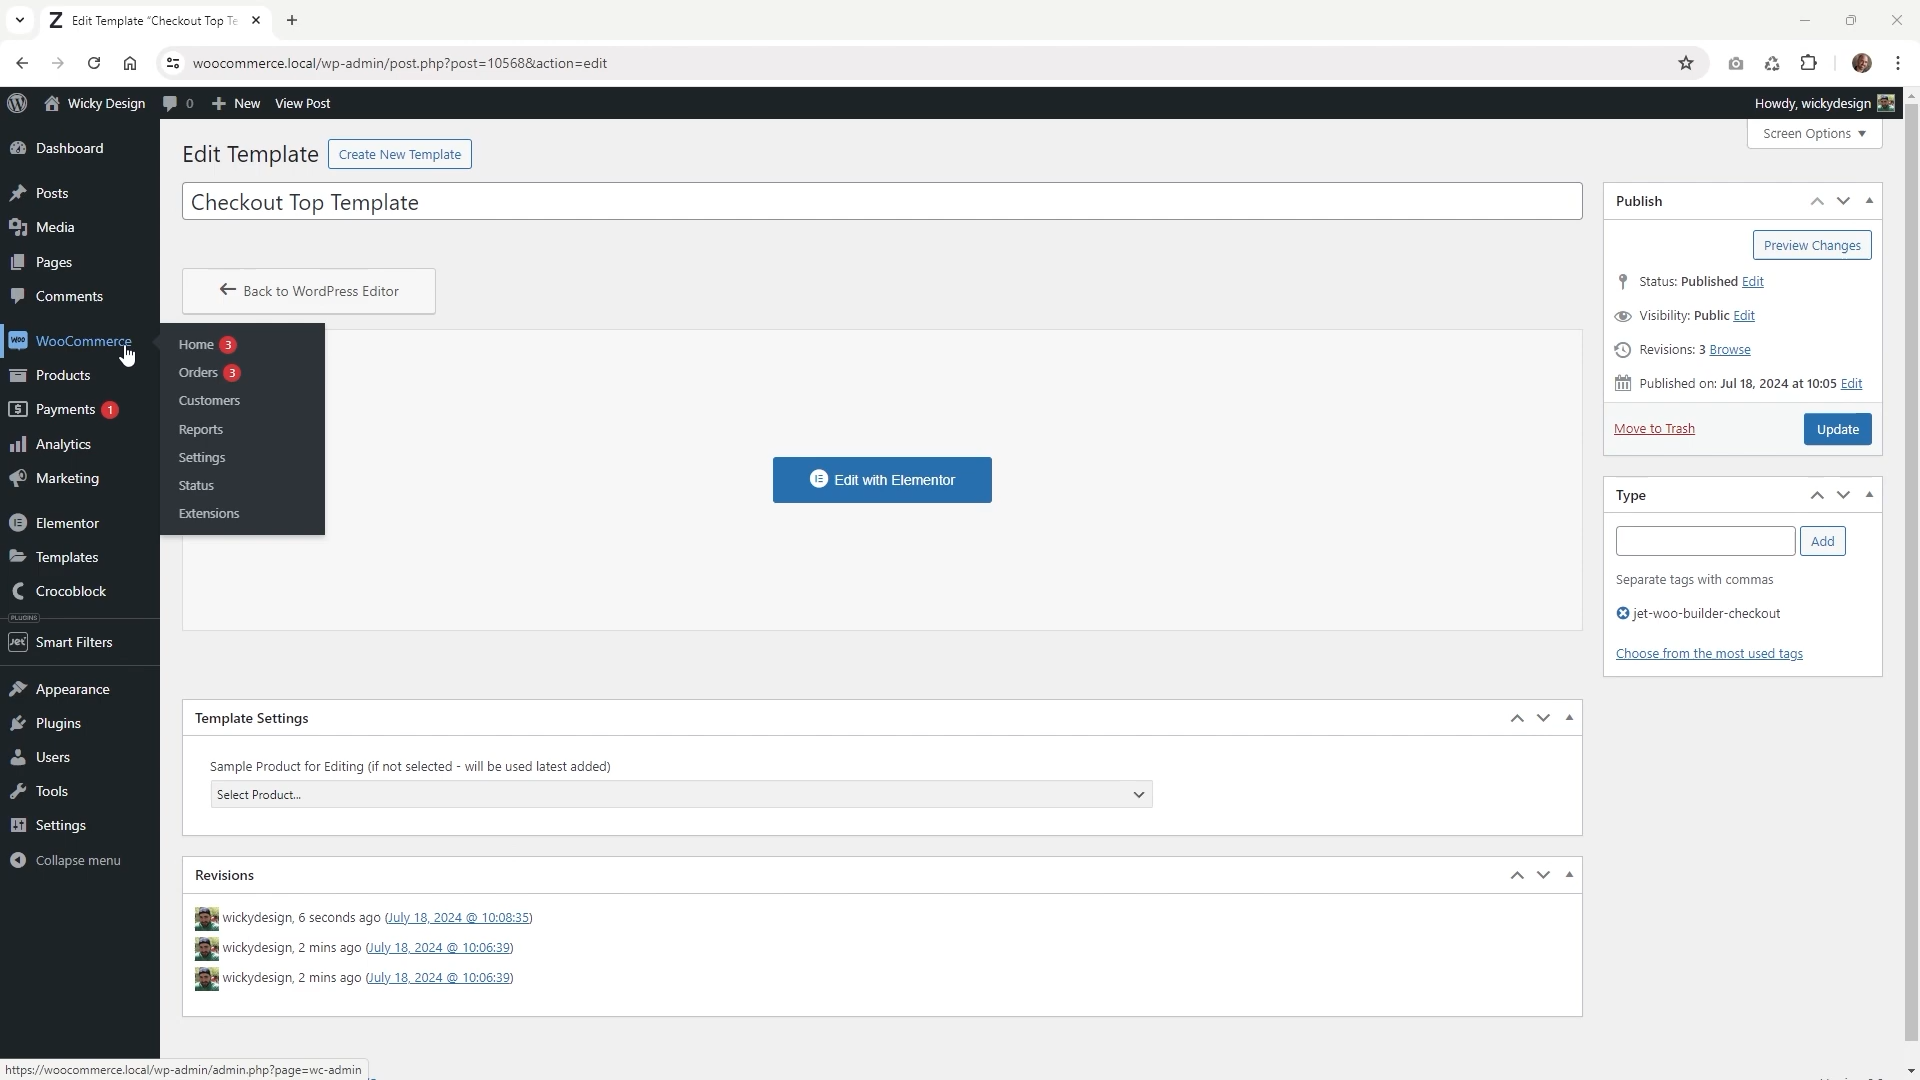 Edit Template "Checkout Top Te
woocommerce.local/wp-admin/post.php?post=10568&action=edit
Wicky Design
0
New
View Post
Howdy, wickydesign
Screen Options
Dashboard
Posts
Media
Pages
Comments
WooCommerce
Products
Payments 1
Analytics
Marketing
Elementor
Templates
Crocoblock
PLUGINS
Jet Smart Filters
Appearance
Plugins
Users
Tools
Settings
Collapse menu
Home 3
Orders 3
Customers
Reports
Settings
Status
Extensions
Edit Template
Create New Template
Checkout Top Template
Back to WordPress Editor
Edit with Elementor
Template Settings
Sample Product for Editing (if not selected - will be used latest added)
Select Product...
Revisions
wickydesign, 6 seconds ago (July 18, 2024 @ 10:08:35)
wickydesign, 2 mins ago (July 18, 2024 @ 10:06:39)
wickydesign, 2 mins ago (July 18, 2024 @ 10:06:39)
Publish
Preview Changes
Status: Published Edit
Visibility: Public Edit
Revisions: 3 Browse
Published on: Jul 18, 2024 at 10:05 Edit
Move to Trash
Update
Type
Add
Separate tags with commas
jet-woo-builder-checkout
Choose from the most used tags
https://woocommerce.local/wp-admin/admin.php?page=wc-admin